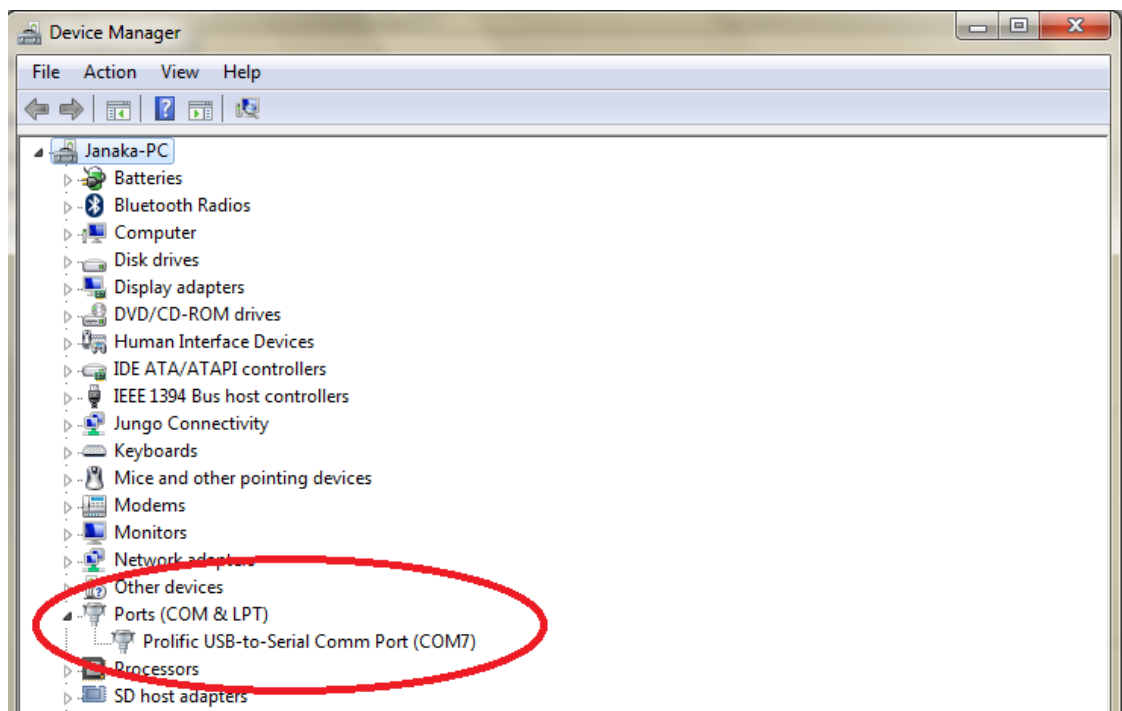 Device Manager
File Action View Help
Janaka-PC
Batteries
Bluetooth Radios
Computer
Disk drives
Display adapters
DVD/CD-ROM drives
Human Interface Devices
IDE ATA/ATAPI controllers
IEEE 1394 Bus host controllers
Jungo Connectivity
Keyboards
Mice and other pointing devices
Modems
Monitors
Network adapters
Other devices
Ports (COM & LPT)
Prolific USB-to-Serial Comm Port (COM7)
Processors
SD host adapters